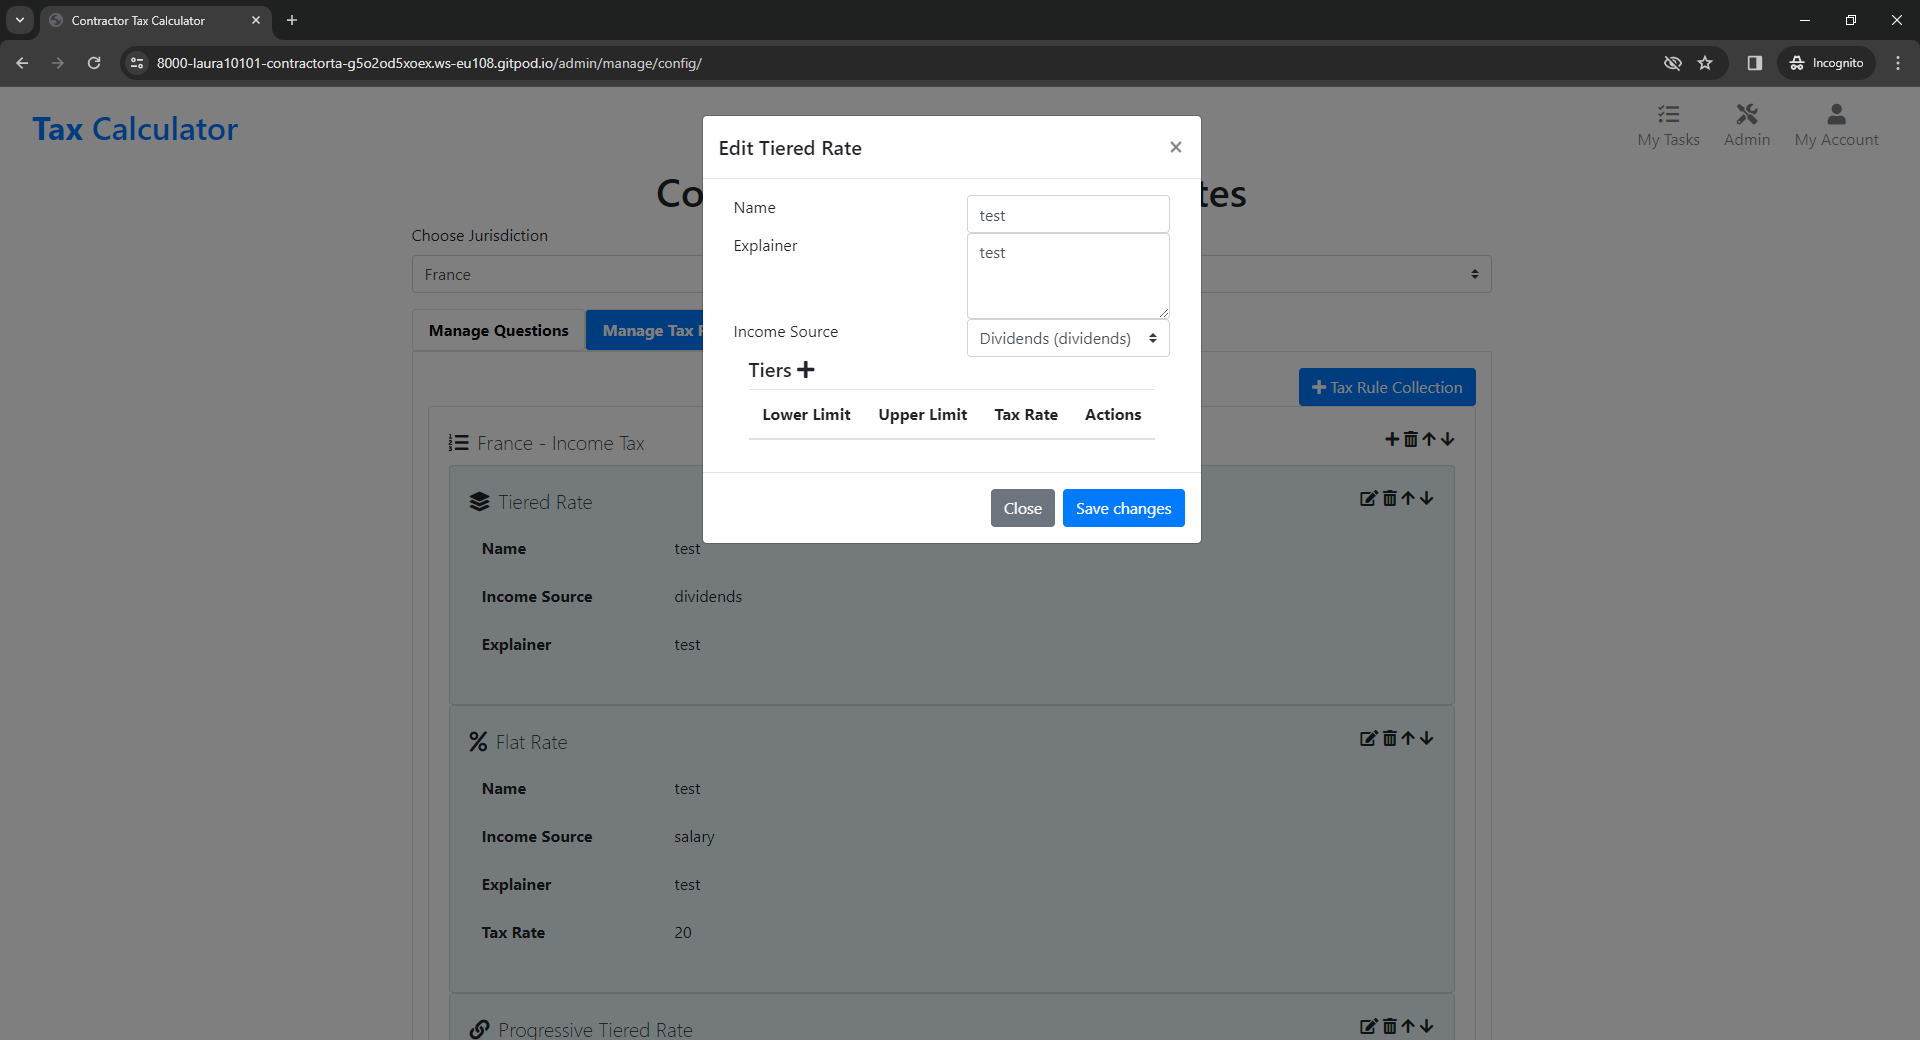 Contractor Tax Calculator
8000-laura10101-contractorta-g5o2od5xoex.ws-eu108.gitpod.io/admin/manage/config/
Incognito
Tax Calculator
My Tasks
Admin
My Account
Edit Tiered Rate
×
Co
tes
Name
test
Choose Jurisdiction
Explainer
test
France
Income Source
Dividends (dividends)
Manage Questions
Manage Tax R
Tiers
Tax Rule Collection
Lower Limit
Upper Limit
Tax Rate
Actions
France - Income Tax
Tiered Rate
Close
Save changes
Name
test
Income Source
dividends
Explainer
test
Flat Rate
Name
test
Income Source
salary
Explainer
test
Tax Rate
20
Progressive Tiered Rate